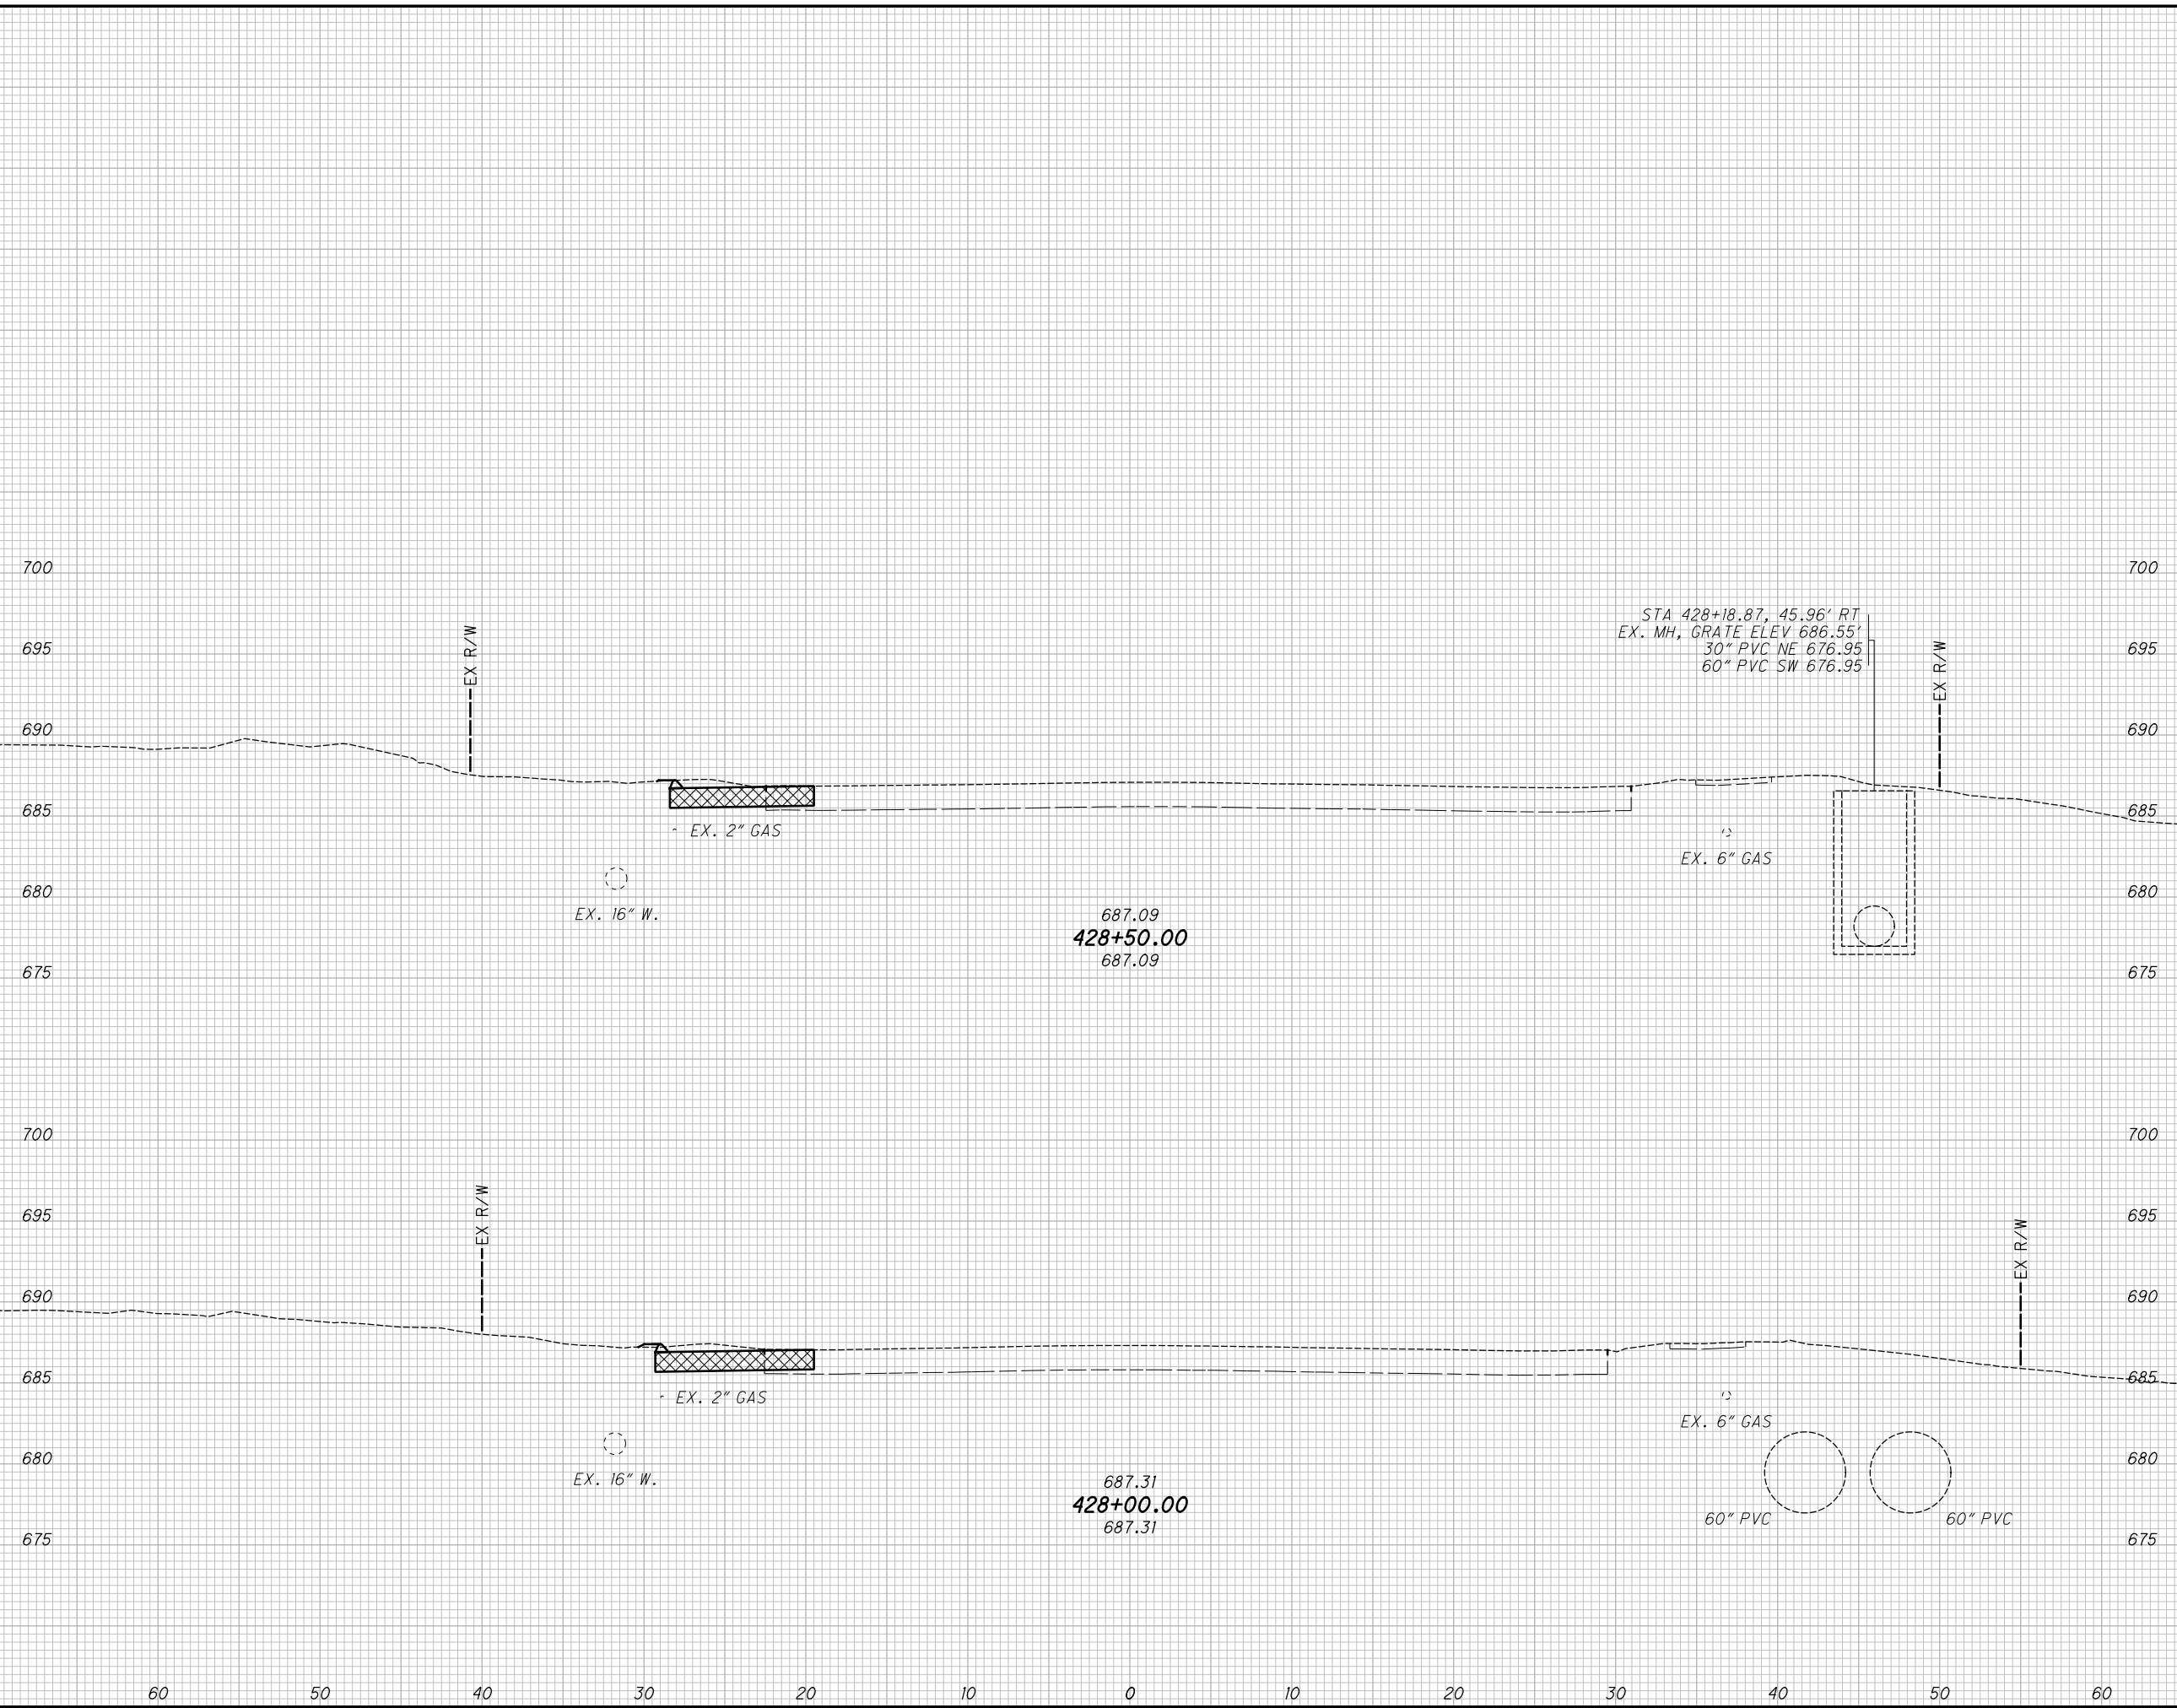 700 700
STA 428+18.87, 45.96' RT
EX. MH, GRATE ELEV 686.55'
30" PVC NE 676.95
60" PVC SW 676.95
695 695
EX R/W
EX R/W
690 690
685 685
EX. 2" GAS
EX. 6" GAS
680 680
EX. 16" W.
687.09
428+50.00
687.09
675 675
700 700
695 695
EX R/W
EX R/W
690 690
685 685
EX. 2" GAS
EX. 6" GAS
680 680
EX. 16" W.
687.31
428+00.00
687.31
60" PVC 60" PVC
675 675
60 50 40 30 20 10 0 10 20 30 40 50 60